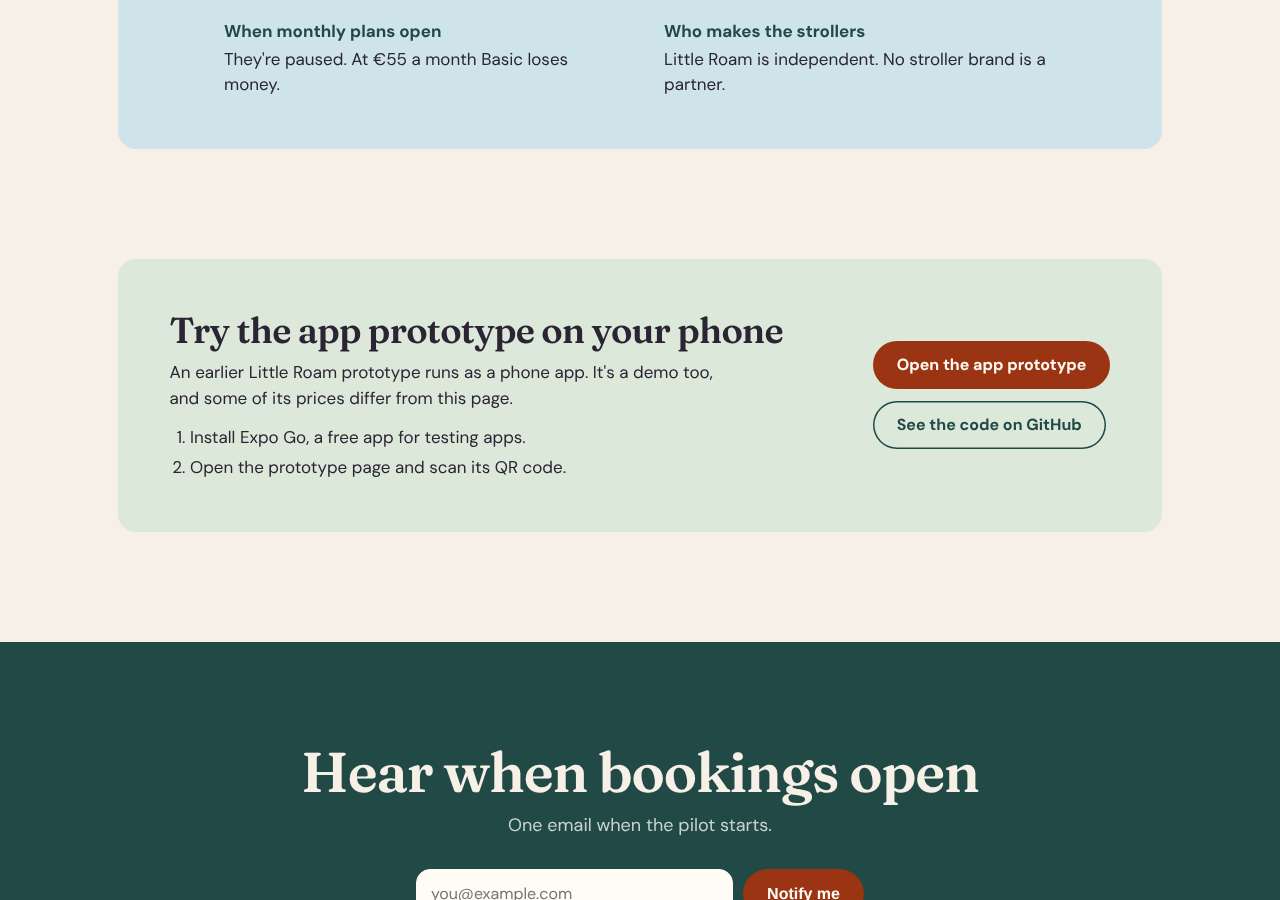 When monthly plans open
They're paused. At €55 a month Basic loses
money.
Who makes the strollers
Little Roam is independent. No stroller brand is a
partner.
Try the app prototype on your phone
An earlier Little Roam prototype runs as a phone app. It's a demo too,
and some of its prices differ from this page.
1. Install Expo Go, a free app for testing apps.
2. Open the prototype page and scan its QR code.
Open the app prototype
See the code on GitHub
Hear when bookings open
One email when the pilot starts.
you@example.com
Notify me